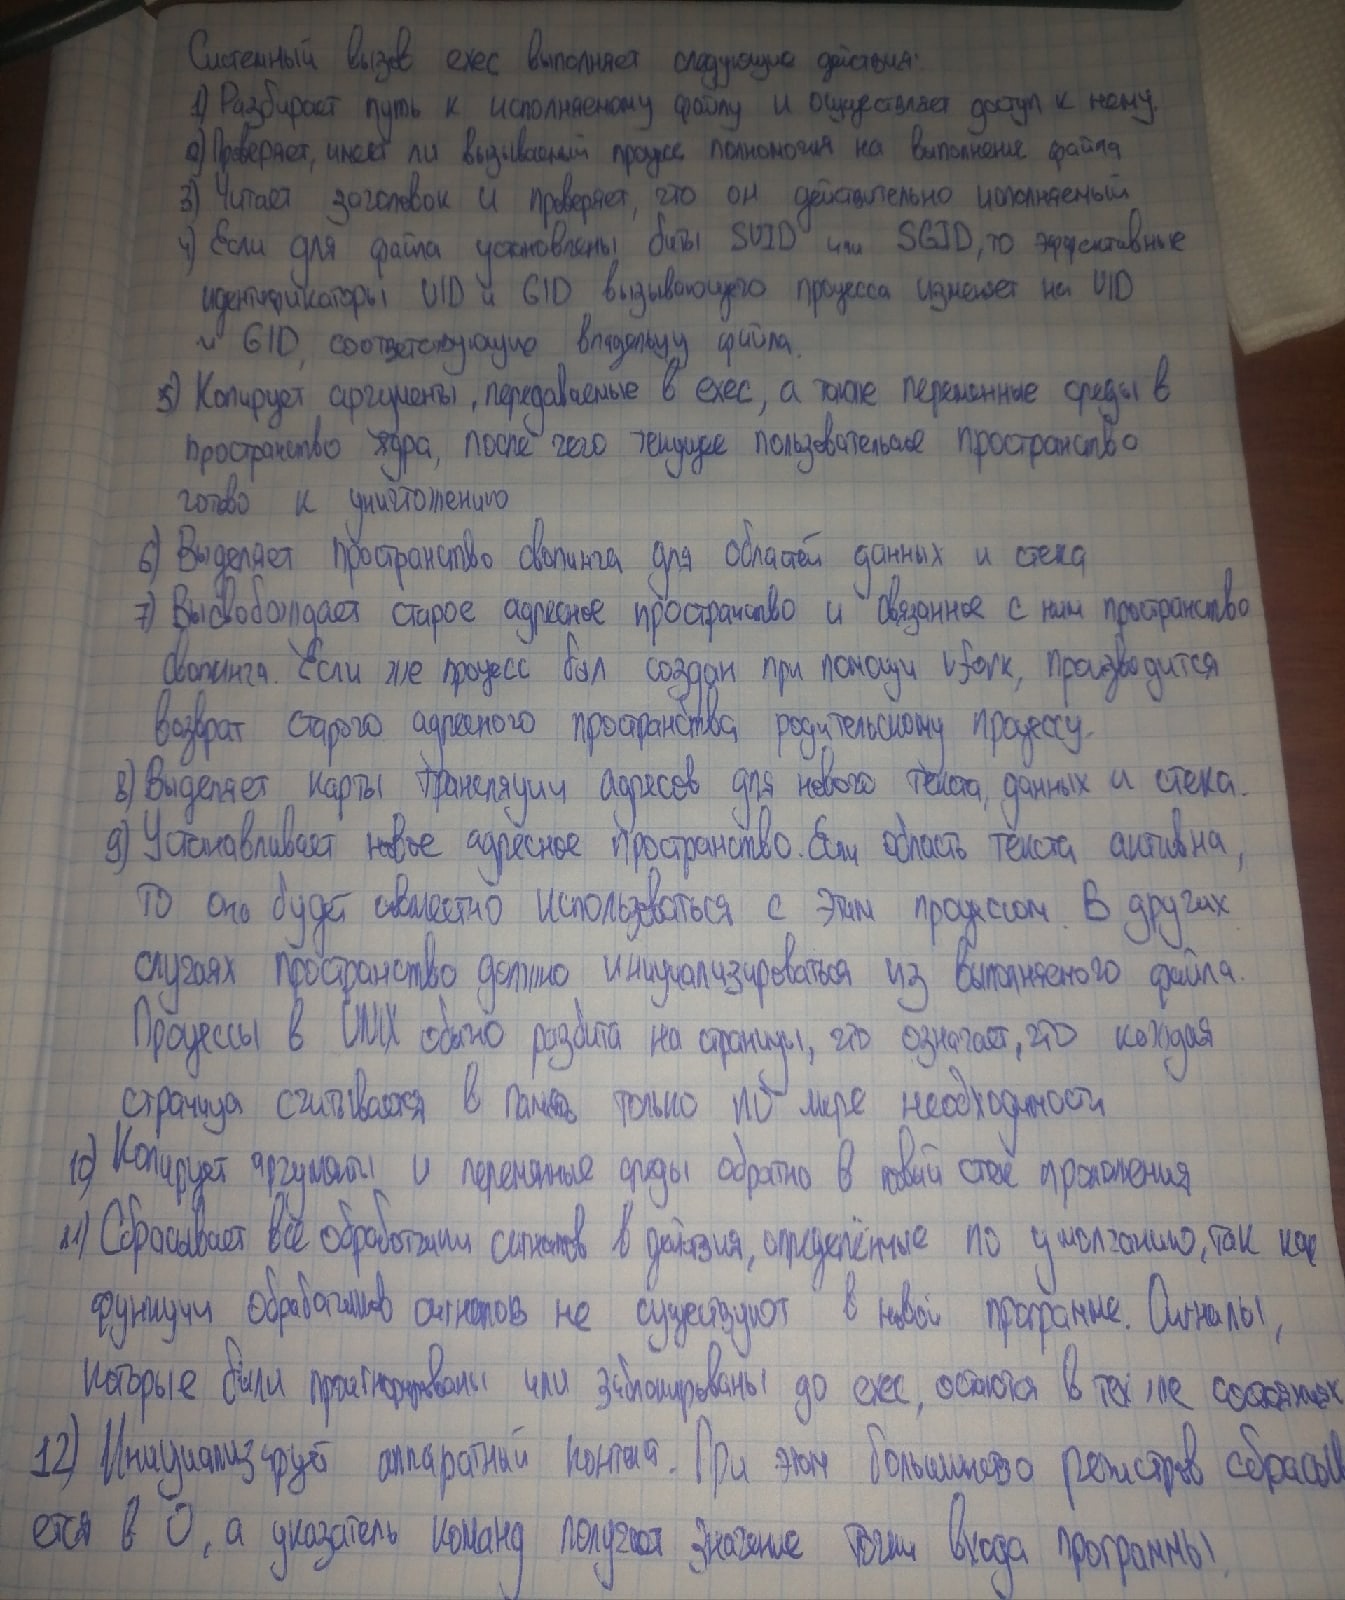 Системный вызов exec выполняет следующие действия:
1) Разбирает путь к исполняемому файлу и осуществляет доступ к нему.
2) Проверяет, имеет ли вызываемый процесс полномочия на выполнение файла
3) Читает заголовок и проверяет, что он действительно исполняемый
4) Если для файла установлены биты SUID или SGID, то эффективные
идентификаторы UID и GID вызывающего процесса изменяет на UID
и GID, соответствующие владельцу файла.
5) Копирует аргументы, передаваемые в exec, а также переменные среды в
пространство ядра, после чего текущее пользовательское пространство
готово к уничтожению
6) Выделяет пространство свопинга для областей данных и стека
7) Высвобождает старое адресное пространство и связанное с ним пространство
свопинга. Если же процесс был создан при помощи vfork, производится
возврат старого адресного пространства родительскому процессу.
8) Выделяет карты трансляции адресов для нового текста, данных и стека.
9) Устанавливает новое адресное пространство. Если область текста активна,
то она будет совместно использоваться с этим процессом. В других
случаях пространство должно инициализироваться из выполняемого файла.
Процессы в UNIX обычно разбита на страницы, что означает, что каждая
страница считывается в память только по мере необходимости
10) Копирует аргументы и переменные среды обратно в новый стек приложения
11) Сбрасывает все обработчики сигналов в действия, определённые по умолчанию, так как
функции обработчиков сигналов не существуют в новой программе. Сигналы,
которые были проигнорированы или заблокированы до exec, остаются в тех же состояниях
12) Инициализирует аппаратный контекст. При этом большинство регистров сбрасыва
ется в 0, а указатель команд получает значение точки входа программы.